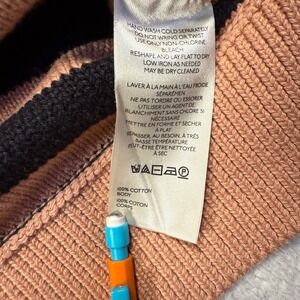 HAND WASH COLD SEPARATELY
DO NOT WRING OR TWIST
USE ONLY NON-CHLORINE
BLEACH
RESHAPE AND LAY FLAT TO DRY
LOW IRON AS NEEDED
MAY BE DRY CLEANED
LAVER À LA MAIN À L'EAU FROIDE
SÉPARÉMENT
NE PAS TORDRE OU ESSORER
UTILISER UN AGENT DE
BLANCHIMENT SANS CHLORE SI
NÉCESSAIRE
METTRE EN FORME ET SÉCHER
À PLAT
REPASSER, AU BESOIN, À TRÈS
BASSE TEMPÉRATURE
PEUT-ÊTRE NETTOYÉE
À SEC
100% COTTON
BODY
100% COTON
CORPS